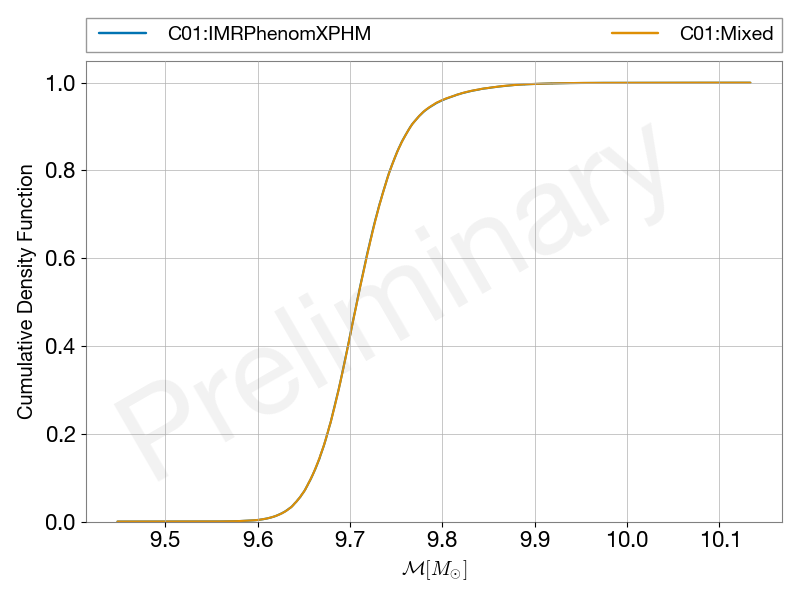 C01:IMRPhenomXPHM C01:Mixed
Cumulative Density Function
1.0
0.8
0.6
0.4
0.2
0.0
Preliminary
9.5 9.6 9.7 9.8 9.9 10.0 10.1
ℳ[M⊙]